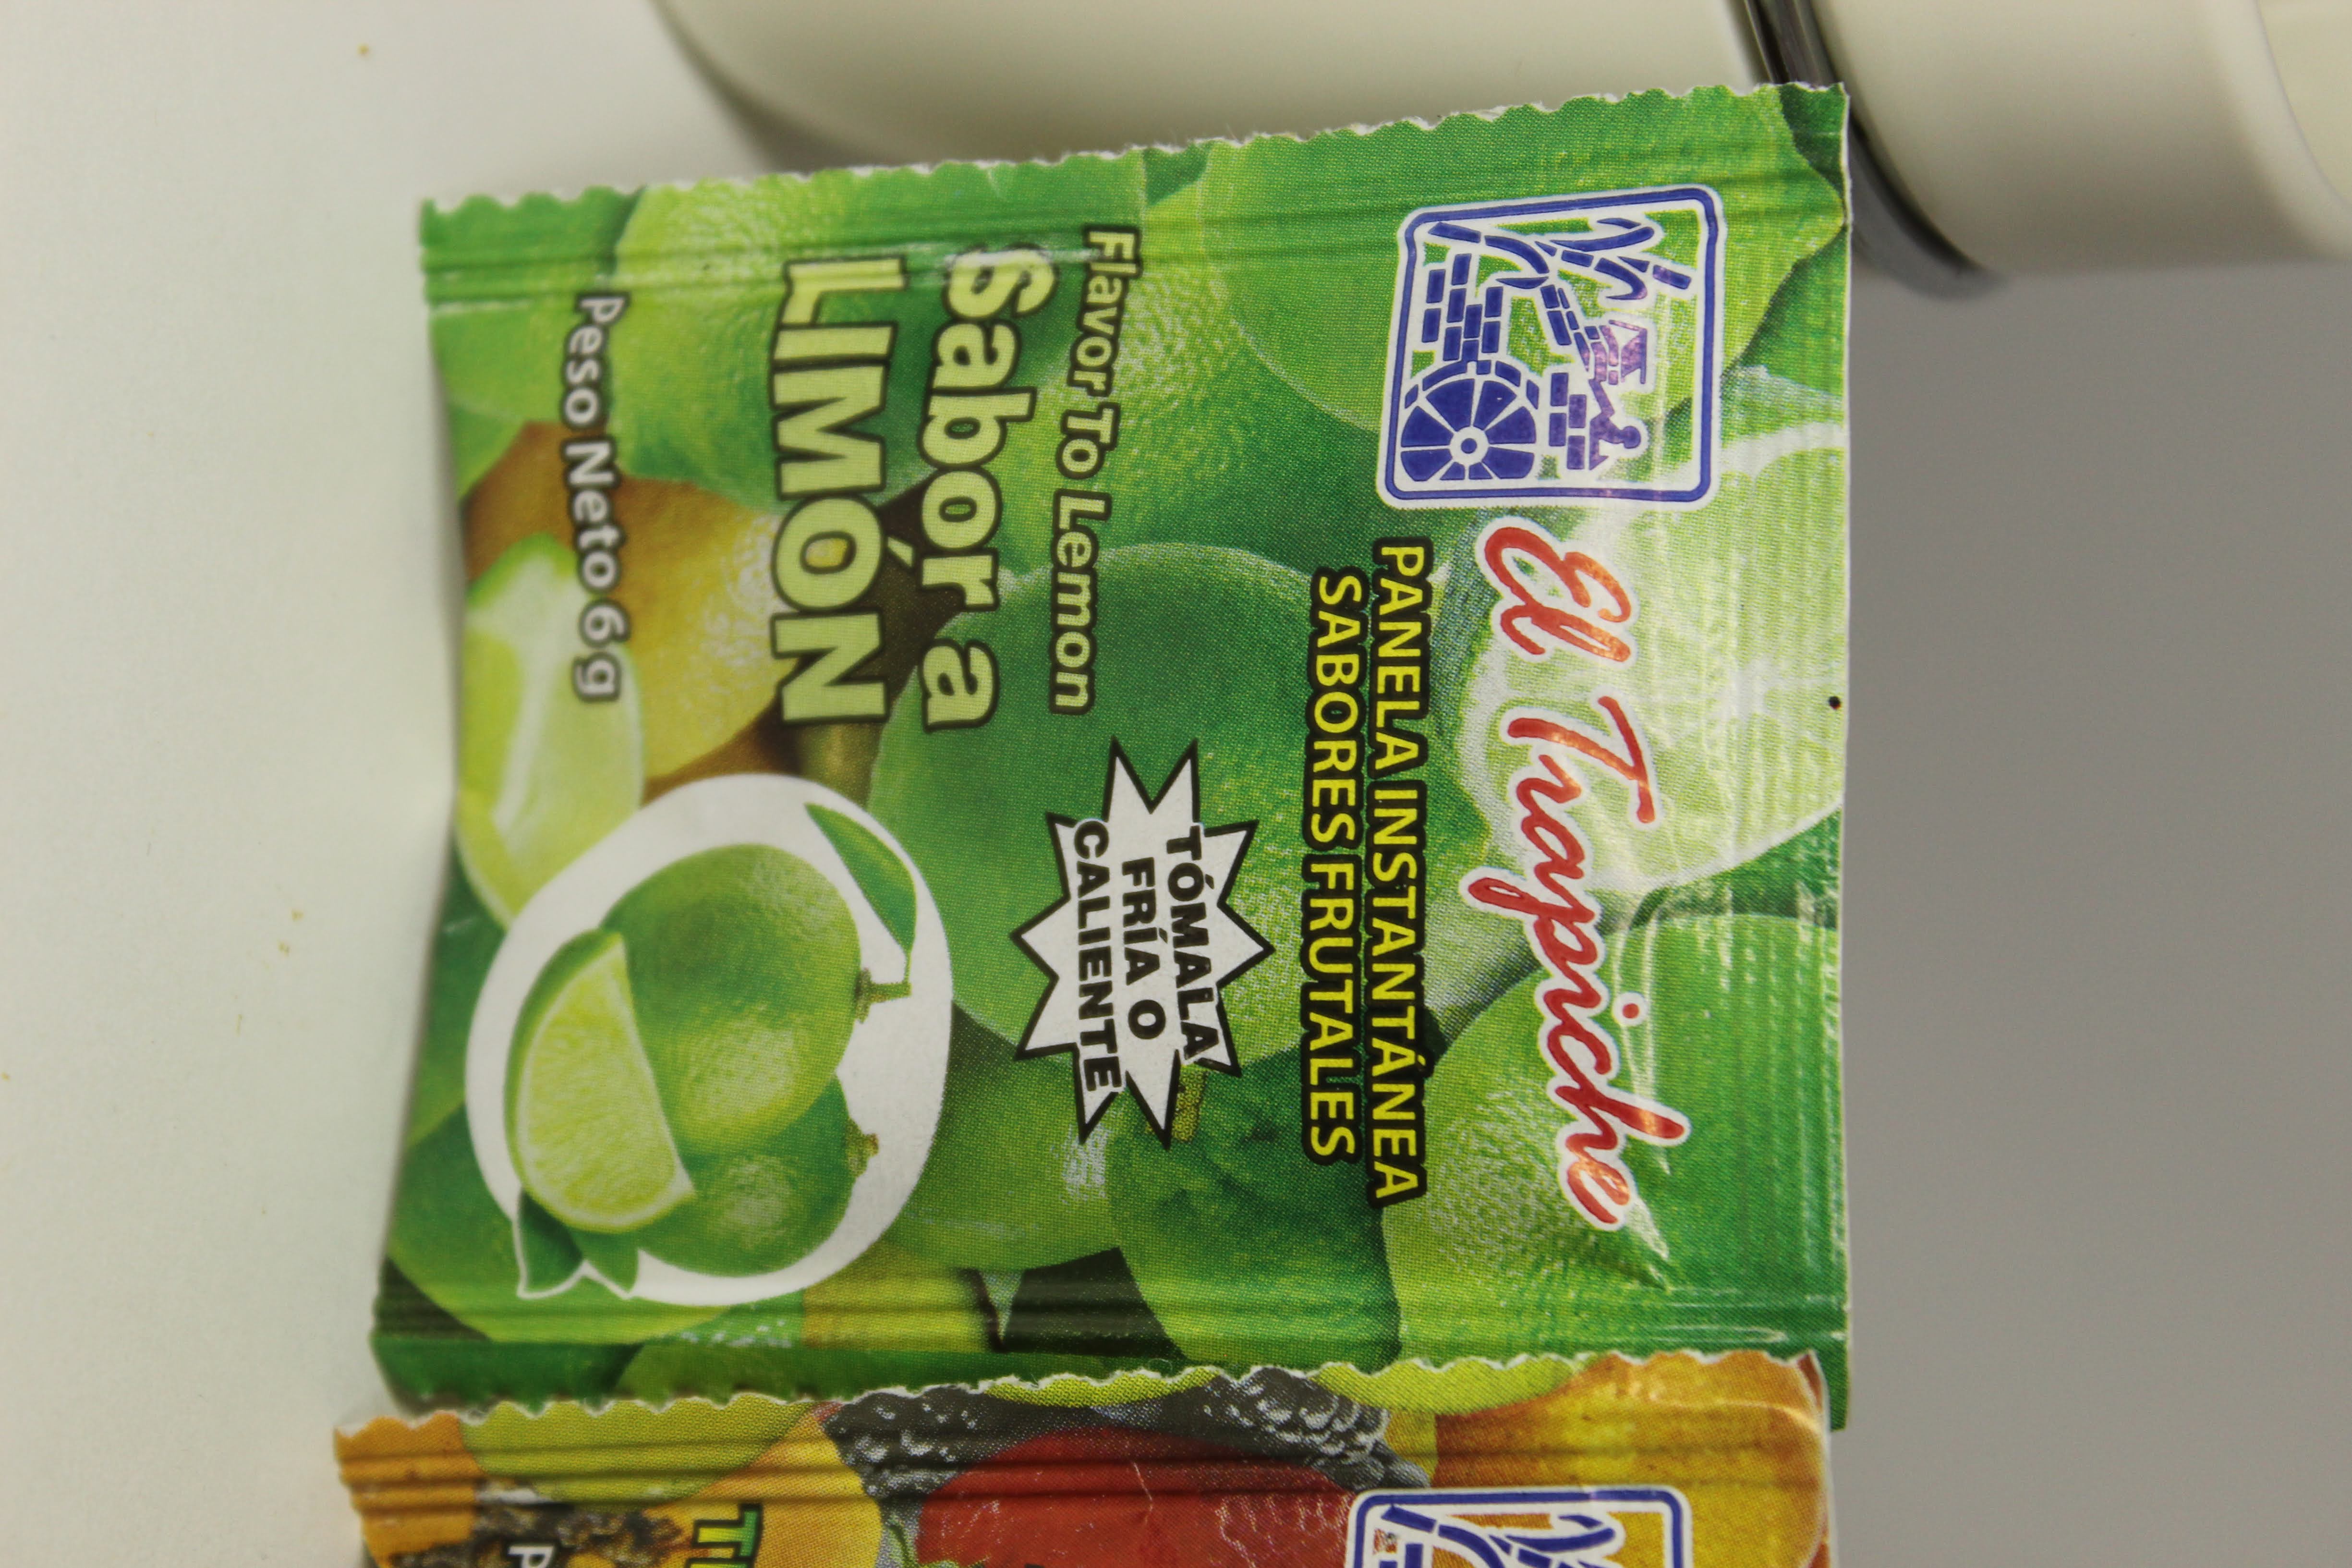 El Trapiche
PANELA INSTANTÁNEA
SABORES FRUTALES
TÓMALA
FRÍA O
CALIENTE
Flavor To Lemon
Sabor a
LIMÓN
Peso Neto 6 g